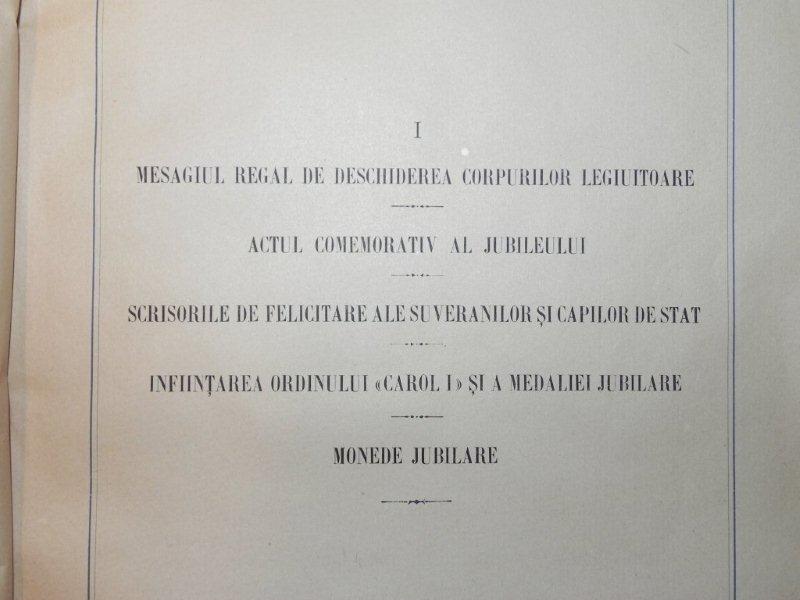 I
MESAGIUL REGAL DE DESCHIDEREA CORPURILOR LEGIUITOARE
ACTUL COMEMORATIV AL JUBILEULUI
SCRISORILE DE FELICITARE ALE SUVERANILOR ȘI CAPILOR DE STAT
INFIINȚAREA ORDINULUI «CAROL I» ȘI A MEDALIEI JUBILARE
MONEDE JUBILARE